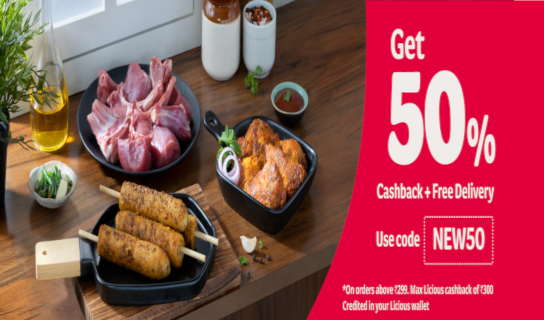 Get
50%
Cashback + Free Delivery
Use code NEW50
*On orders above ₹299. Max Licious cashback of ₹300
Credited in your Licious wallet